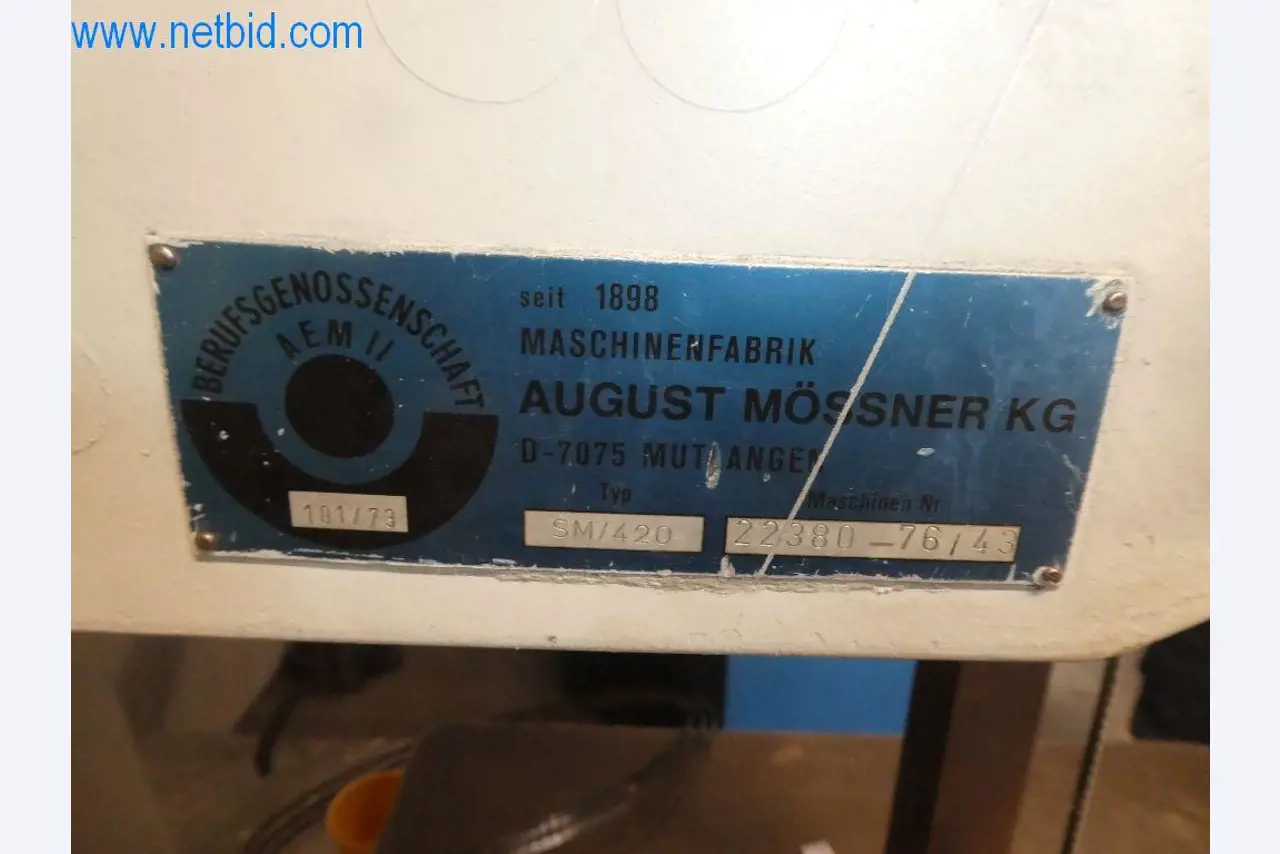 www.netbid.com
BERUFSGENOSSENSCHAFT
AEM II
101/73
seit 1898
MASCHINENFABRIK
AUGUST MÖSSNER KG
D-7075 MUTLANGEN
Typ
Maschinen Nr
SM/420
22380-76/43